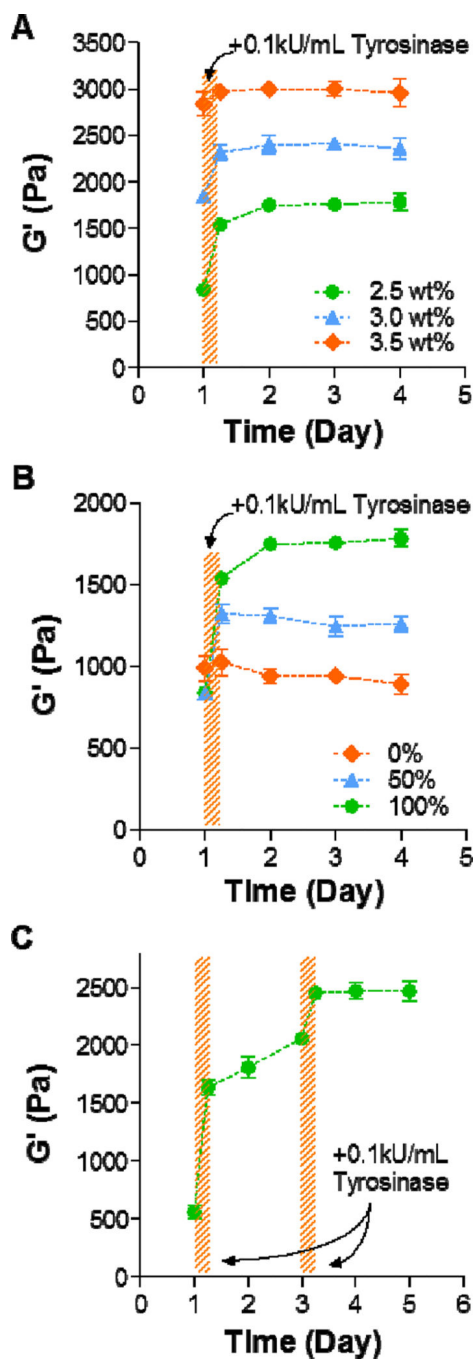 A
+0.1kU/mL Tyrosinase
3500
3000
2500
2000
1500
1000
500
0
G' (Pa)
2.5 wt%
3.0 wt%
3.5 wt%
0 1 2 3 4 5
Time (Day)
B
+0.1kU/mL Tyrosinase
2000
1500
1000
500
0
G' (Pa)
0%
50%
100%
0 1 2 3 4 5
Time (Day)
C
2500
2000
1500
1000
500
0
G' (Pa)
+0.1kU/mL
Tyrosinase
0 1 2 3 4 5 6
Time (Day)